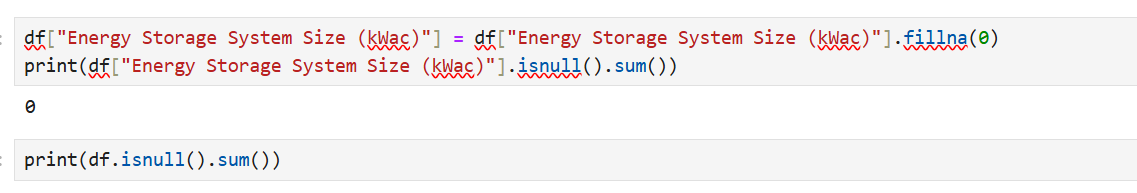 df["Energy Storage System Size (kWac)"] = df["Energy Storage System Size (kWac)"].fillna(0)
print(df["Energy Storage System Size (kWac)"].isnull().sum())
0
print(df.isnull().sum())